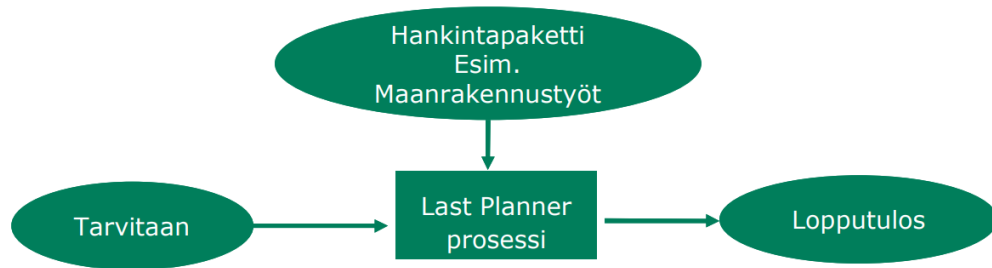 Hankintapaketti
Esim.
Maanrakennustyöt
Tarvitaan
Last Planner
prosessi
Lopputulos